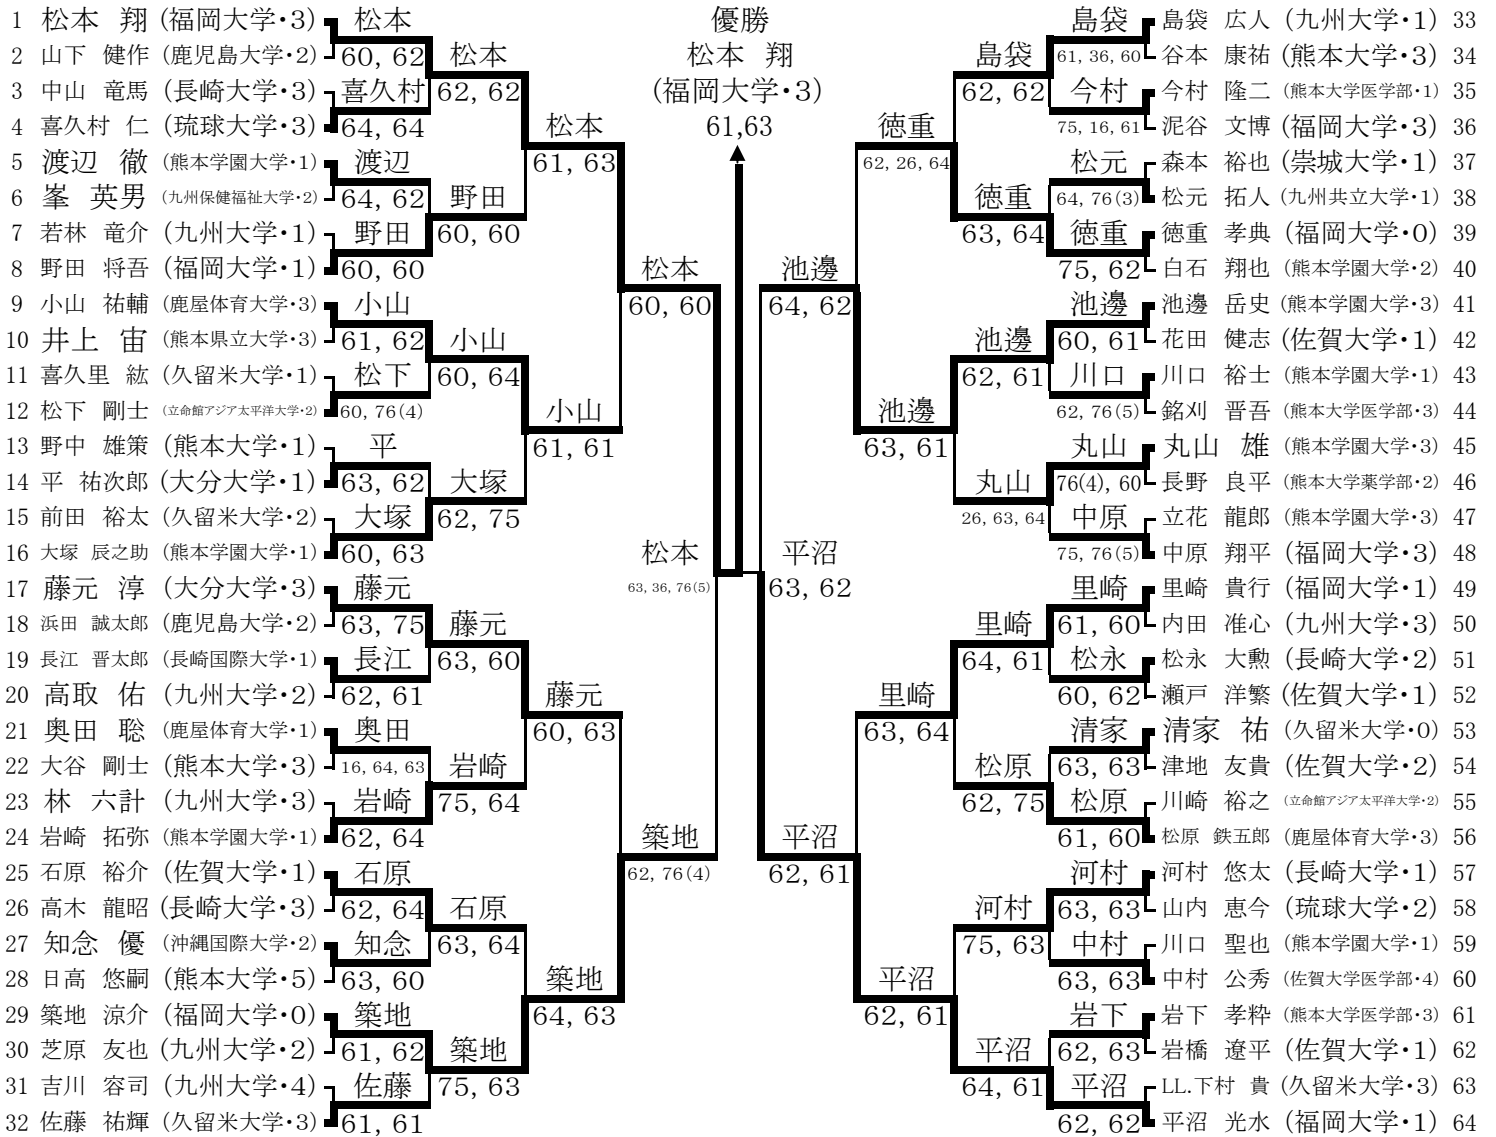 優勝
松本 翔
(福岡大学・3)
61,63
1 松本 翔 (福岡大学・3)
2 山下 健作 (鹿児島大学・2)
3 中山 竜馬 (長崎大学・3)
4 喜久村 仁 (琉球大学・3)
5 渡辺 徹 (熊本学園大学・1)
6 峯 英男 (九州保健福祉大学・2)
7 若林 竜介 (九州大学・1)
8 野田 将吾 (福岡大学・1)
9 小山 祐輔 (鹿屋体育大学・3)
10 井上 宙 (熊本県立大学・3)
11 喜久里 紘 (久留米大学・1)
12 松下 剛士 (立命館アジア太平洋大学・2)
13 野中 雄策 (熊本大学・1)
14 平 祐次郎 (大分大学・1)
15 前田 裕太 (久留米大学・2)
16 大塚 辰之助 (熊本学園大学・1)
17 藤元 淳 (大分大学・3)
18 浜田 誠太郎 (鹿児島大学・2)
19 長江 晋太郎 (長崎国際大学・1)
20 高取 佑 (九州大学・2)
21 奥田 聡 (鹿屋体育大学・1)
22 大谷 剛士 (熊本大学・3)
23 林 六計 (九州大学・3)
24 岩崎 拓弥 (熊本学園大学・1)
25 石原 裕介 (佐賀大学・1)
26 高木 龍昭 (長崎大学・3)
27 知念 優 (沖縄国際大学・2)
28 日高 悠嗣 (熊本大学・5)
29 築地 涼介 (福岡大学・0)
30 芝原 友也 (九州大学・2)
31 吉川 容司 (九州大学・4)
32 佐藤 祐輝 (久留米大学・3)
松本
60, 62
喜久村
64, 64
渡辺
64, 62
野田
60, 60
小山
61, 62
松下
60, 76(4)
平
63, 62
大塚
60, 63
藤元
63, 75
長江
62, 61
奥田
16, 64, 63
岩崎
62, 64
石原
62, 64
知念
63, 60
築地
61, 62
佐藤
61, 61
松本
62, 62
野田
60, 60
小山
60, 64
大塚
62, 75
藤元
63, 60
岩崎
75, 64
石原
63, 64
築地
75, 63
松本
61, 63
小山
61, 61
藤元
60, 63
築地
64, 63
松本
60, 60
築地
62, 76(4)
松本
63, 36, 76(5)
平沼
63, 62
池邊
64, 62
平沼
62, 61
徳重
62, 26, 64
池邊
63, 61
里崎
63, 64
平沼
62, 61
島袋
62, 62
徳重
63, 64
池邊
62, 61
丸山
26, 63, 64
里崎
64, 61
松原
62, 75
河村
75, 63
平沼
64, 61
島袋
61, 36, 60
今村
75, 16, 61
松元
64, 76(3)
徳重
75, 62
池邊
60, 61
川口
62, 76(5)
丸山
76(4), 60
中原
75, 76(5)
里崎
61, 60
松永
60, 62
清家
63, 63
松原
61, 60
河村
63, 63
中村
63, 63
岩下
62, 63
平沼
62, 62
島袋 広人 (九州大学・1) 33
谷本 康祐 (熊本大学・3) 34
今村 隆二 (熊本大学医学部・1) 35
泥谷 文博 (福岡大学・3) 36
森本 裕也 (崇城大学・1) 37
松元 拓人 (九州共立大学・1) 38
徳重 孝典 (福岡大学・0) 39
白石 翔也 (熊本学園大学・2) 40
池邊 岳史 (熊本学園大学・3) 41
花田 健志 (佐賀大学・1) 42
川口 裕士 (熊本学園大学・1) 43
銘刈 晋吾 (熊本大学医学部・3) 44
丸山 雄 (熊本学園大学・3) 45
長野 良平 (熊本大学薬学部・2) 46
立花 龍郎 (熊本学園大学・3) 47
中原 翔平 (福岡大学・3) 48
里崎 貴行 (福岡大学・1) 49
内田 准心 (九州大学・3) 50
松永 大勲 (長崎大学・2) 51
瀬戸 洋繁 (佐賀大学・1) 52
清家 祐 (久留米大学・0) 53
津地 友貴 (佐賀大学・2) 54
川崎 裕之 (立命館アジア太平洋大学・2) 55
松原 鉄五郎 (鹿屋体育大学・3) 56
河村 悠太 (長崎大学・1) 57
山内 恵今 (琉球大学・2) 58
川口 聖也 (熊本学園大学・1) 59
中村 公秀 (佐賀大学医学部・4) 60
岩下 孝粋 (熊本大学医学部・3) 61
岩橋 遼平 (佐賀大学・1) 62
LL.下村 貴 (久留米大学・3) 63
平沼 光水 (福岡大学・1) 64